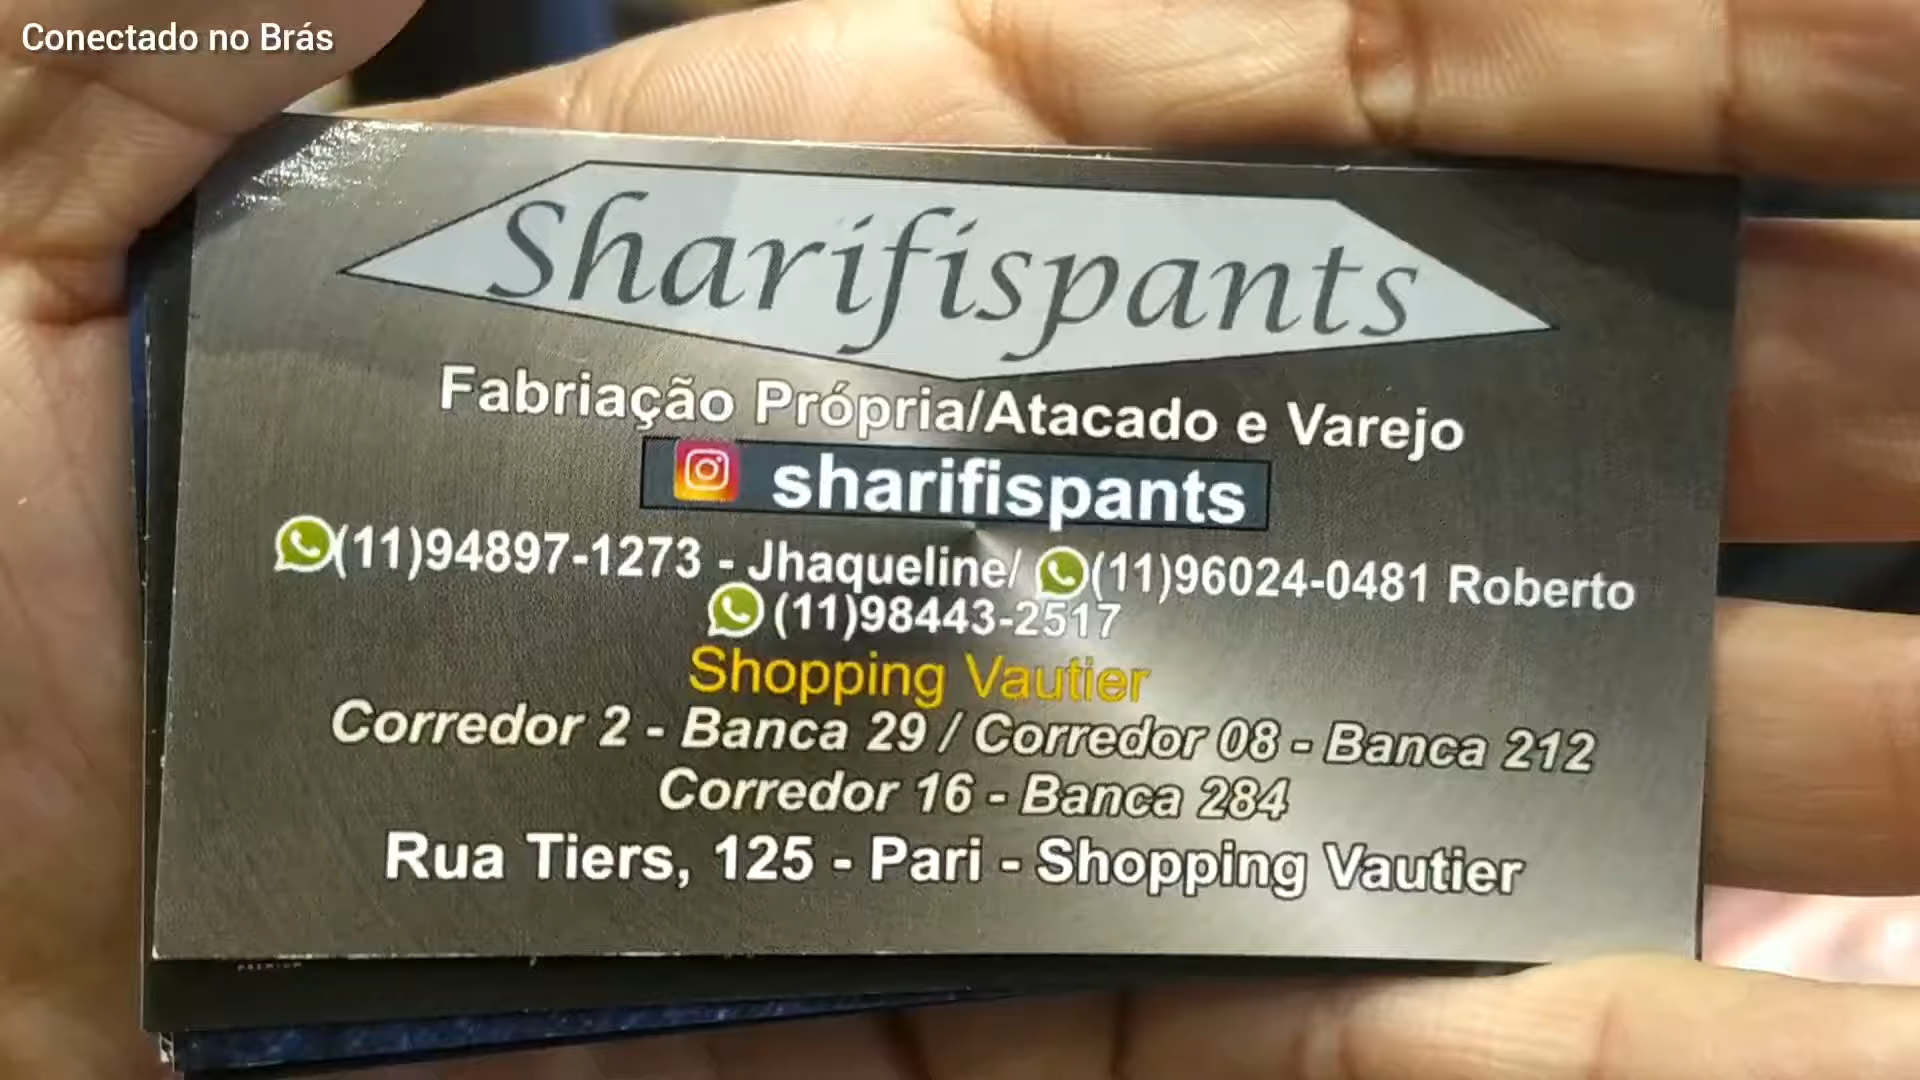 Conectado no Brás
Sharifispants
Fabriação Própria/Atacado e Varejo
sharifispants
(11)94897-1273 - Jhaqueline/ (11)96024-0481 Roberto
(11)98443-2517
Shopping Vautier
Corredor 2 - Banca 29 / Corredor 08 - Banca 212
Corredor 16 - Banca 284
Rua Tiers, 125 - Pari - Shopping Vautier
PREMIUM